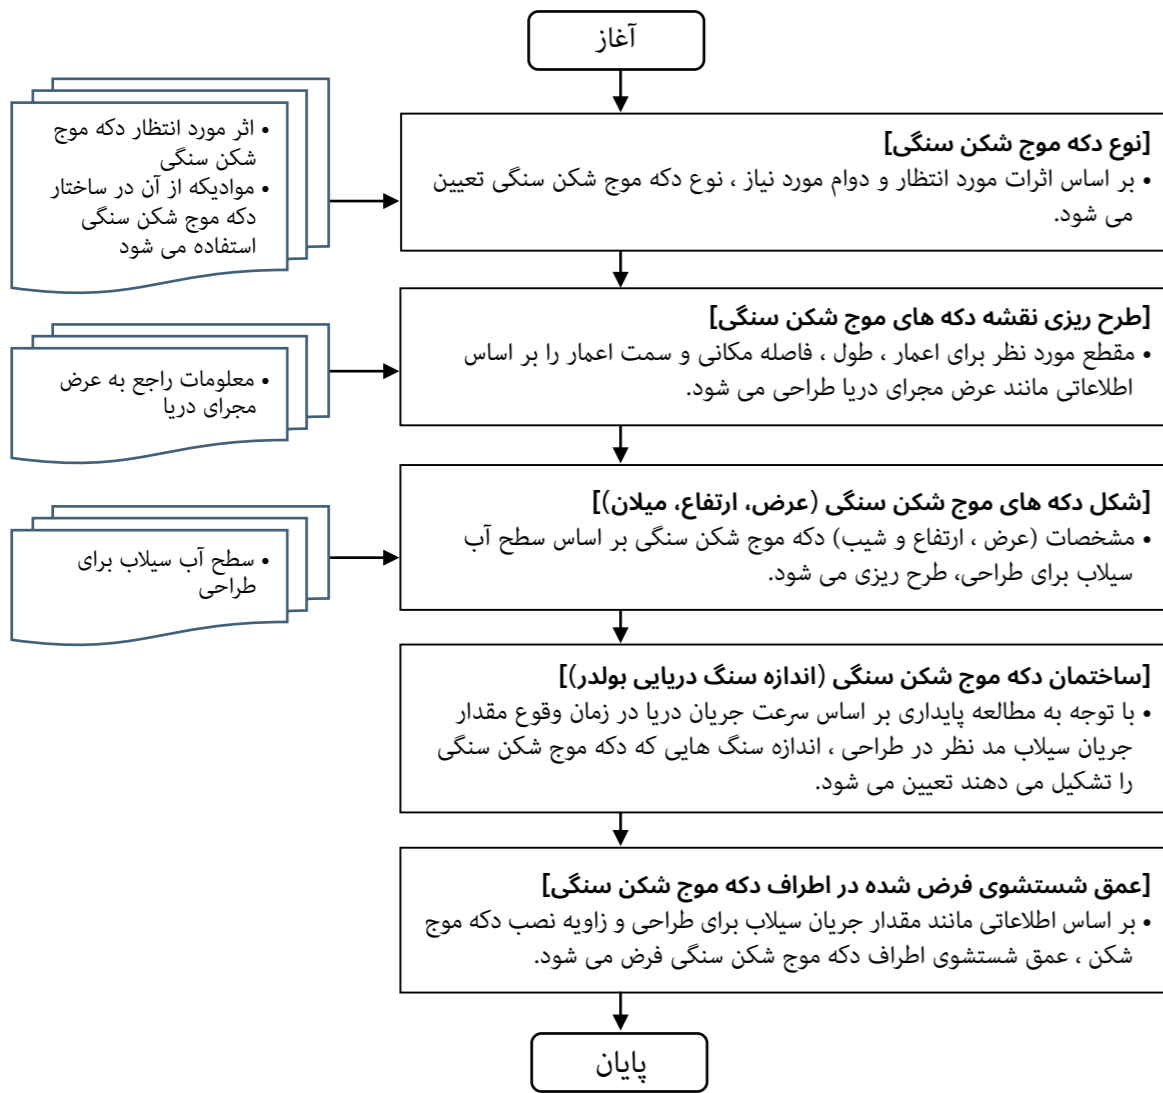 آغاز
• اثر مورد انتظار دکه موج
شکن سنگی
• موادیکه از آن در ساختار
دکه موج شکن سنگی
استفاده می شود
[نوع دکه موج شکن سنگی]
• بر اساس اثرات مورد انتظار و دوام مورد نیاز ، نوع دکه موج شکن سنگی تعیین
می شود.
• معلومات راجع به عرض
مجرای دریا
[طرح ریزی نقشه دکه های موج شکن سنگی]
• مقطع مورد نظر برای اعمار ، طول ، فاصله مکانی و سمت اعمار را بر اساس
اطلاعاتی مانند عرض مجرای دریا طراحی می شود.
• سطح آب سیلاب برای
طراحی
[شکل دکه های موج شکن سنگی (عرض، ارتفاع، میلان)]
• مشخصات (عرض ، ارتفاع و شیب) دکه موج شکن سنگی بر اساس سطح آب
سیلاب برای طراحی، طرح ریزی می شود.
[ساختمان دکه موج شکن سنگی (اندازه سنگ دریایی بولدر)]
• با توجه به مطالعه پایداری بر اساس سرعت جریان دریا در زمان وقوع مقدار
جریان سیلاب مد نظر در طراحی ، اندازه سنگ هایی که دکه موج شکن سنگی
را تشکیل می دهند تعیین می شود.
[عمق شستشوی فرض شده در اطراف دکه موج شکن سنگی]
• بر اساس اطلاعاتی مانند مقدار جریان سیلاب برای طراحی و زاویه نصب دکه موج
شکن ، عمق شستشوی اطراف دکه موج شکن سنگی فرض می شود.
پایان